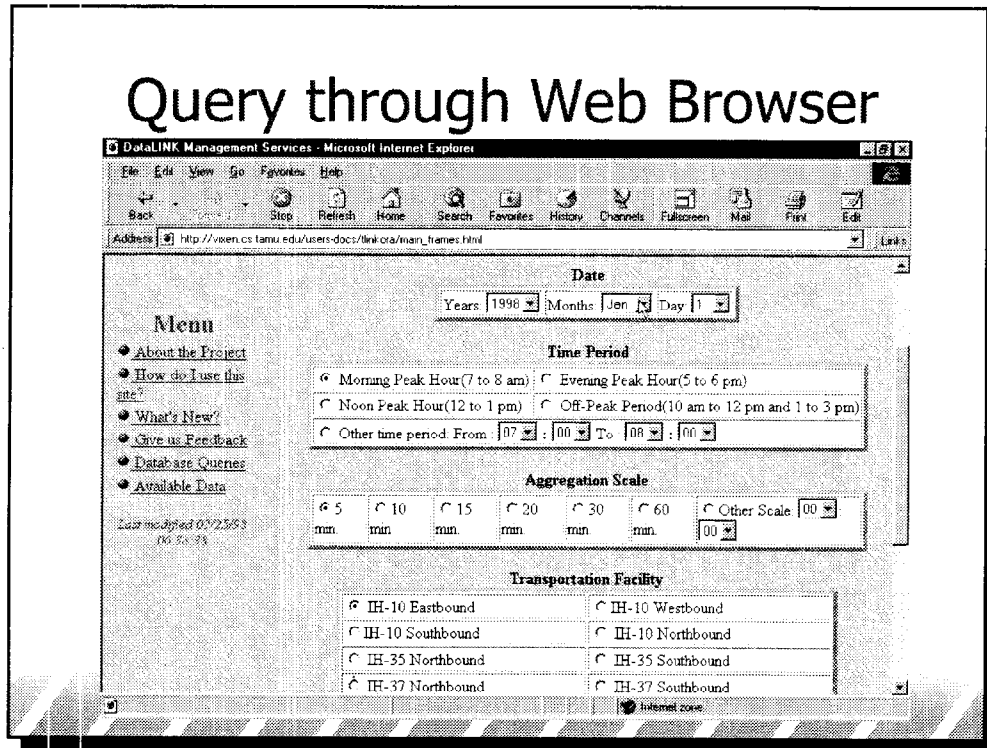 Query through Web Browser
DataLINK Management Services - Microsoft Internet Explorer
File Edit View Go Favorites Help
Back Stop Refresh Home Search Favorites History Channels Fullscreen Mail Print Edit
Address http://vixen.cs.tamu.edu/users-docs/tlinkora/main_frames.html Links
Menu
About the Project
How do I use this
site?
What's New?
Give us Feedback
Database Queries
Available Data
Last modified
Date
Years 1998 Months Jan Day 1
Time Period
Morning Peak Hour(7 to 8 am) Evening Peak Hour(5 to 6 pm)
Noon Peak Hour(12 to 1 pm) Off-Peak Period(10 am to 12 pm and 1 to 3 pm)
Other time period. From : 07 : 00 To 08 : 00
Aggregation Scale
5 min. 10 min. 15 min. 20 min. 30 min. 60 min. Other Scale: 00 :
00
Transportation Facility
IH-10 Eastbound IH-10 Westbound
IH-10 Southbound IH-10 Northbound
IH-35 Northbound IH-35 Southbound
IH-37 Northbound IH-37 Southbound
Internet zone